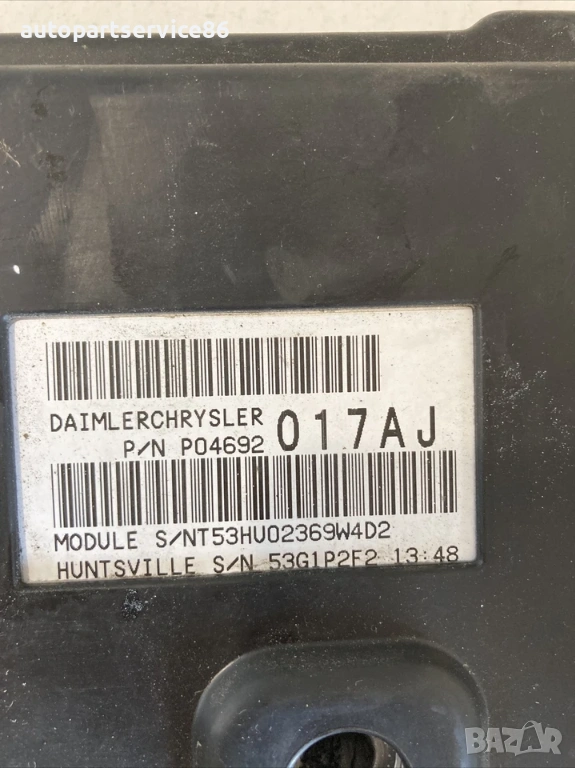 autopartservice86
DAIMLERCHRYSLER
P/N P04692 017AJ
MODULE S/NT53HU02369W4D2
HUNTSVILLE S/N 53G1P2F2 13:48
BAZAR